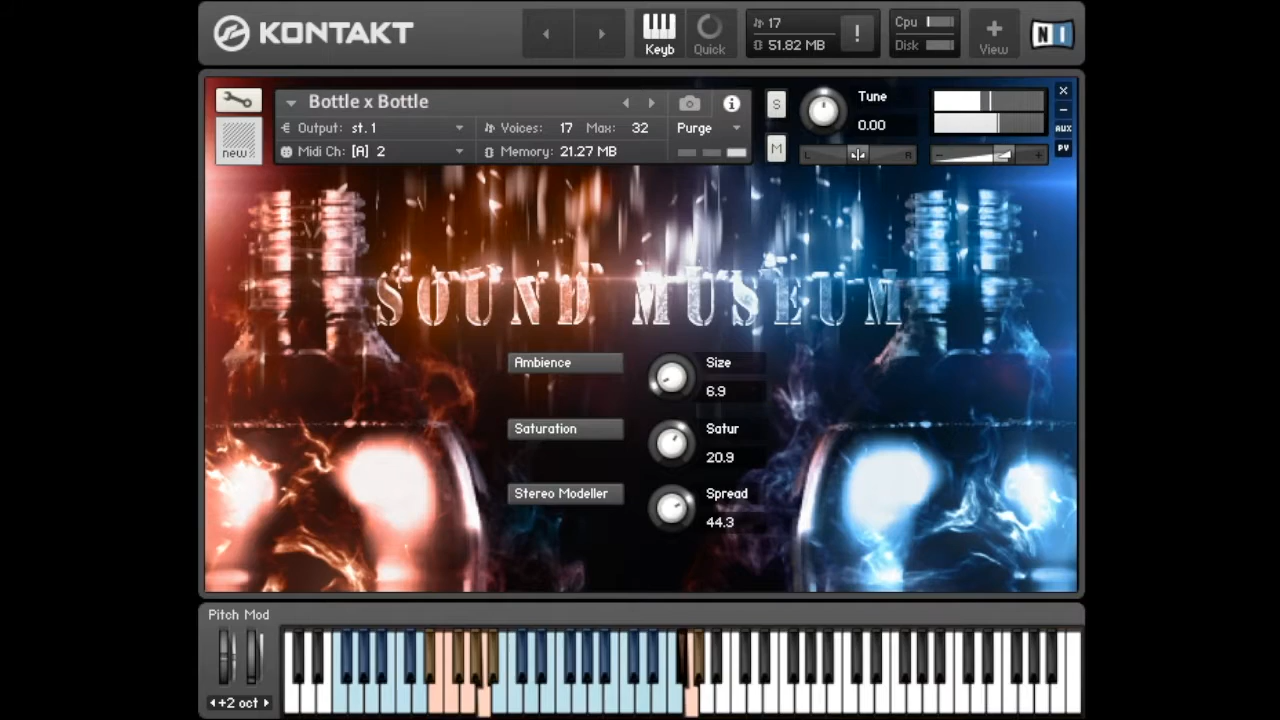 KONTAKT
Keyb
Quick
17
51.82 MB
!
Cpu
Disk
View
NI
Bottle x Bottle
Output: st. 1
Voices: 17 Max: 32
Purge
Midi Ch: [A] 2
Memory: 21.27 MB
new
S
M
Tune
0.00
L R
- +
AUX
PV
SOUND MUSEUM
Ambience
Size
6.9
Saturation
Satur
20.9
Stereo Modeller
Spread
44.3
Pitch Mod
+2 oct